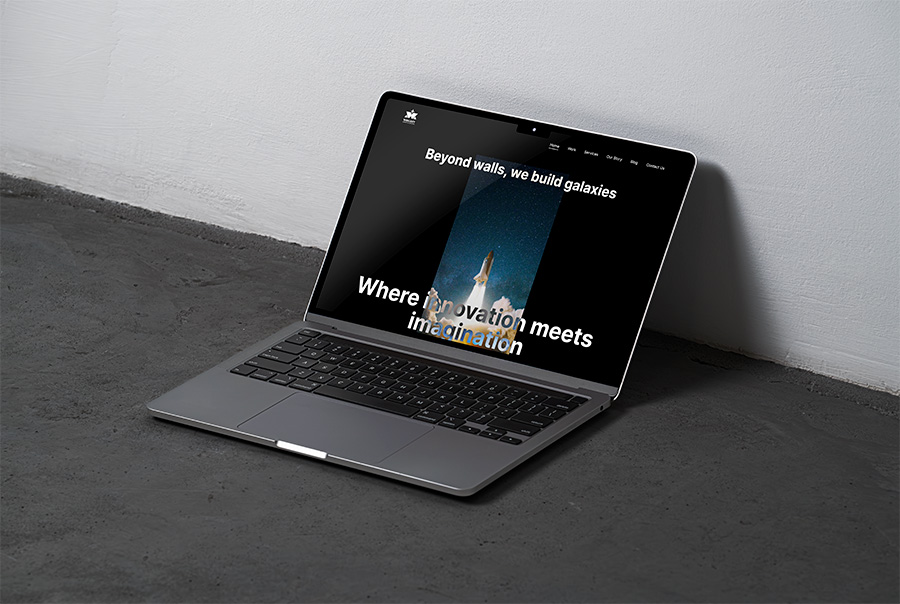 Home Work Services Our Story Blog Contact Us
Beyond walls, we build galaxies
Where innovation meets
imagination